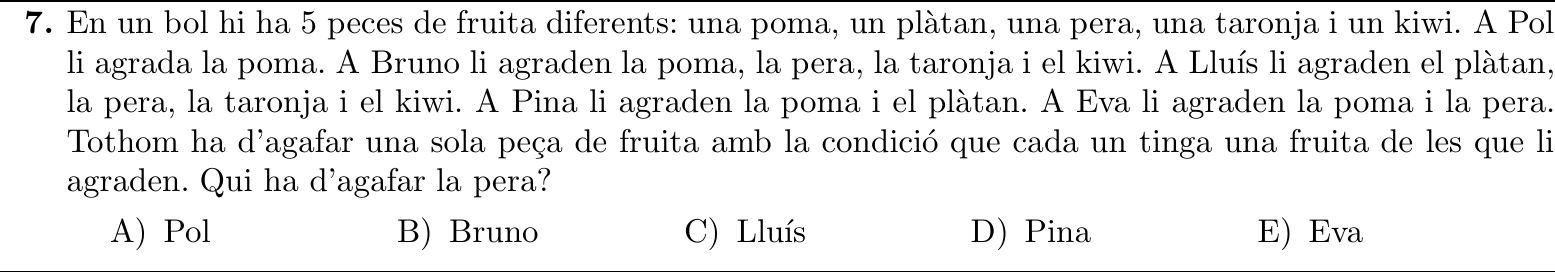 7. En un bol hi ha 5 peces de fruita diferents: una poma, un plàtan, una pera, una taronja i un kiwi. A Pol
li agrada la poma. A Bruno li agraden la poma, la pera, la taronja i el kiwi. A Lluís li agraden el plàtan,
la pera, la taronja i el kiwi. A Pina li agraden la poma i el plàtan. A Eva li agraden la poma i la pera.
Tothom ha d'agafar una sola peça de fruita amb la condició que cada un tinga una fruita de les que li
agraden. Qui ha d'agafar la pera?
A) Pol B) Bruno C) Lluís D) Pina E) Eva